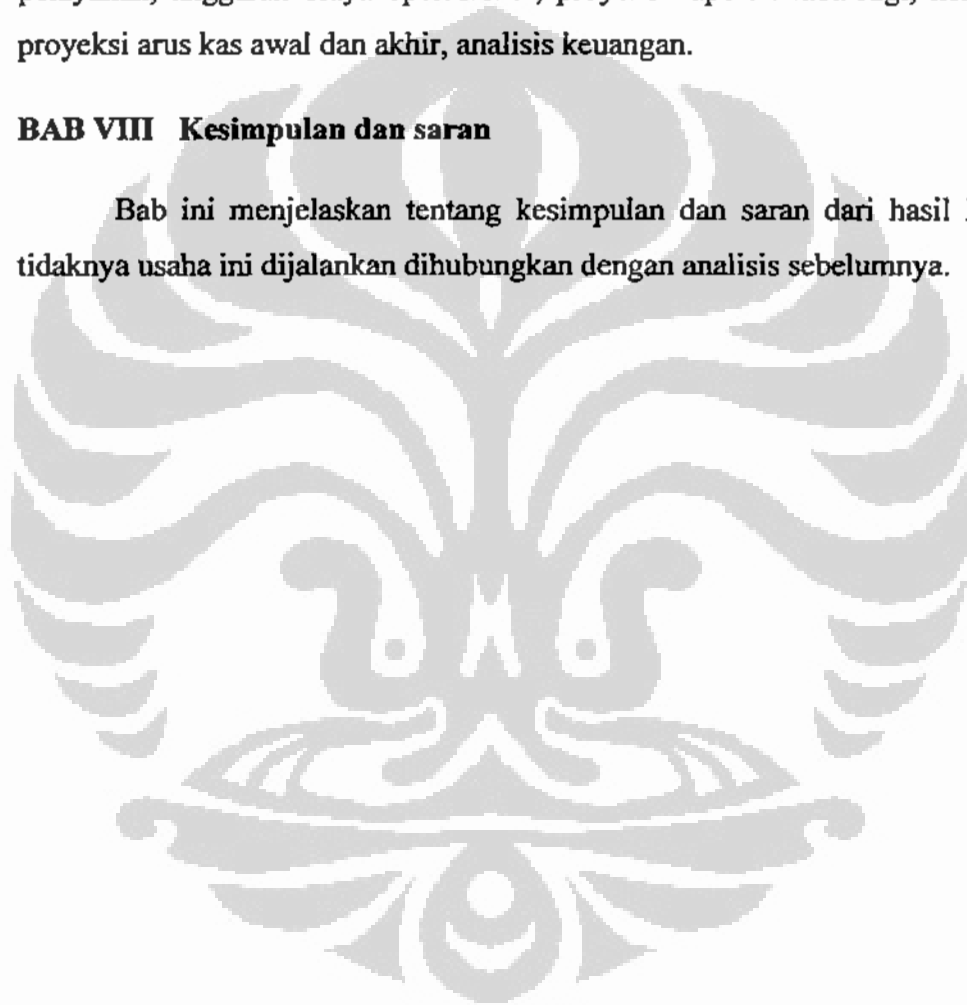 proyeksi arus kas awal dan akhir, analisis keuangan.
BAB VIII Kesimpulan dan saran
Bab ini menjelaskan tentang kesimpulan dan saran dari hasil
tidaknya usaha ini dijalankan dihubungkan dengan analisis sebelumnya.